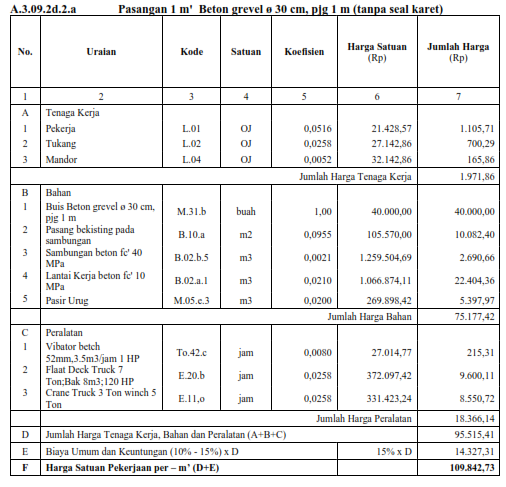 A.3.09.2d.2.a Pasangan 1 m' Beton grevel ø 30 cm, pjg 1 m (tanpa seal karet)
No. Uraian Kode Satuan Koefisien Harga Satuan (Rp) Jumlah Harga (Rp)
1 2 3 4 5 6 7
A Tenaga Kerja
1 Pekerja L.01 OJ 0,0516 21.428,57 1.105,71
2 Tukang L.02 OJ 0,0258 27.142,86 700,29
3 Mandor L.04 OJ 0,0052 32.142,86 165,86
Jumlah Harga Tenaga Kerja 1.971,86
B Bahan
1 Buis Beton grevel ø 30 cm, pjg 1 m M.31.b buah 1,00 40.000,00 40.000,00
2 Pasang bekisting pada sambungan B.10.a m2 0,0955 105.570,00 10.082,40
3 Sambungan beton fc' 40 MPa B.02.b.5 m3 0,0021 1.259.504,69 2.690,66
4 Lantai Kerja beton fc' 10 MPa B.02.a.1 m3 0,0210 1.066.874,11 22.404,36
5 Pasir Urug M.05.e.3 m3 0,0200 269.898,42 5.397,97
Jumlah Harga Bahan 75.177,42
C Peralatan
1 Vibator betch 52mm,3.5m3/jam 1 HP To.42.c jam 0,0080 27.014,77 215,31
2 Flaat Deck Truck 7 Ton;Bak 8m3;120 HP E.20.b jam 0,0258 372.097,42 9.600,11
3 Crane Truck 3 Ton winch 5 Ton E.11,o jam 0,0258 331.423,24 8.550,72
Jumlah Harga Peralatan 18.366,14
D Jumlah Harga Tenaga Kerja, Bahan dan Peralatan (A+B+C) 95.515,41
E Biaya Umum dan Keuntungan (10% - 15%) x D 15% x D 14.327,31
F Harga Satuan Pekerjaan per – m' (D+E) 109.842,73